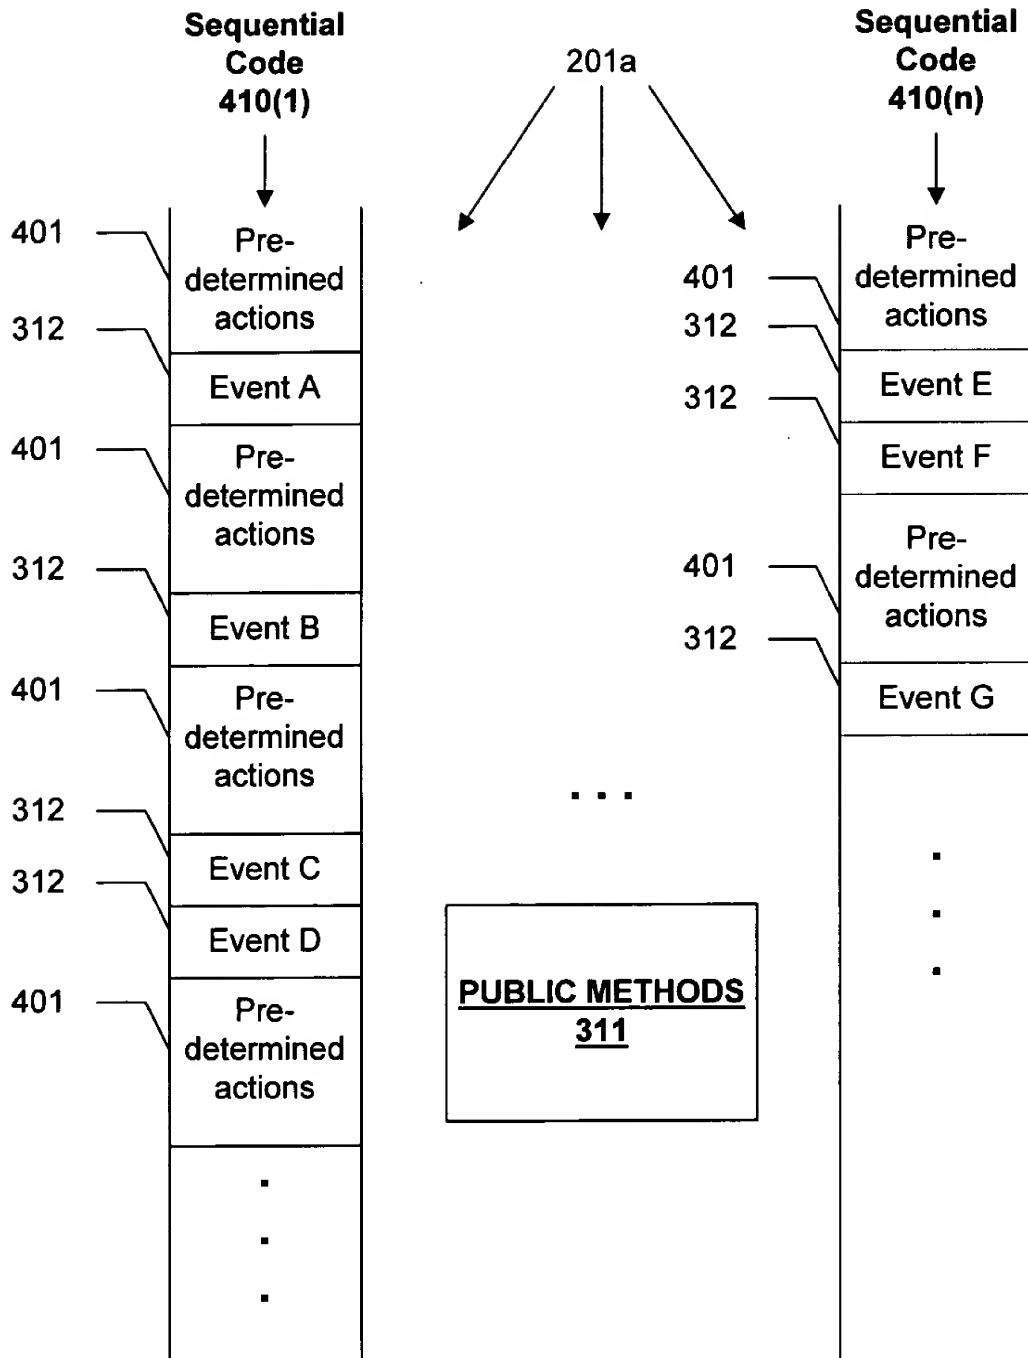 Sequential
Code
410(1)
201a
Sequential
Code
410(n)
401
Pre-
determined
actions
312
Event A
401
Pre-
determined
actions
312
Event B
401
Pre-
determined
actions
312
Event C
312
Event D
401
Pre-
determined
actions
. . .
PUBLIC METHODS
311
401
Pre-
determined
actions
312
Event E
312
Event F
401
Pre-
determined
actions
312
Event G